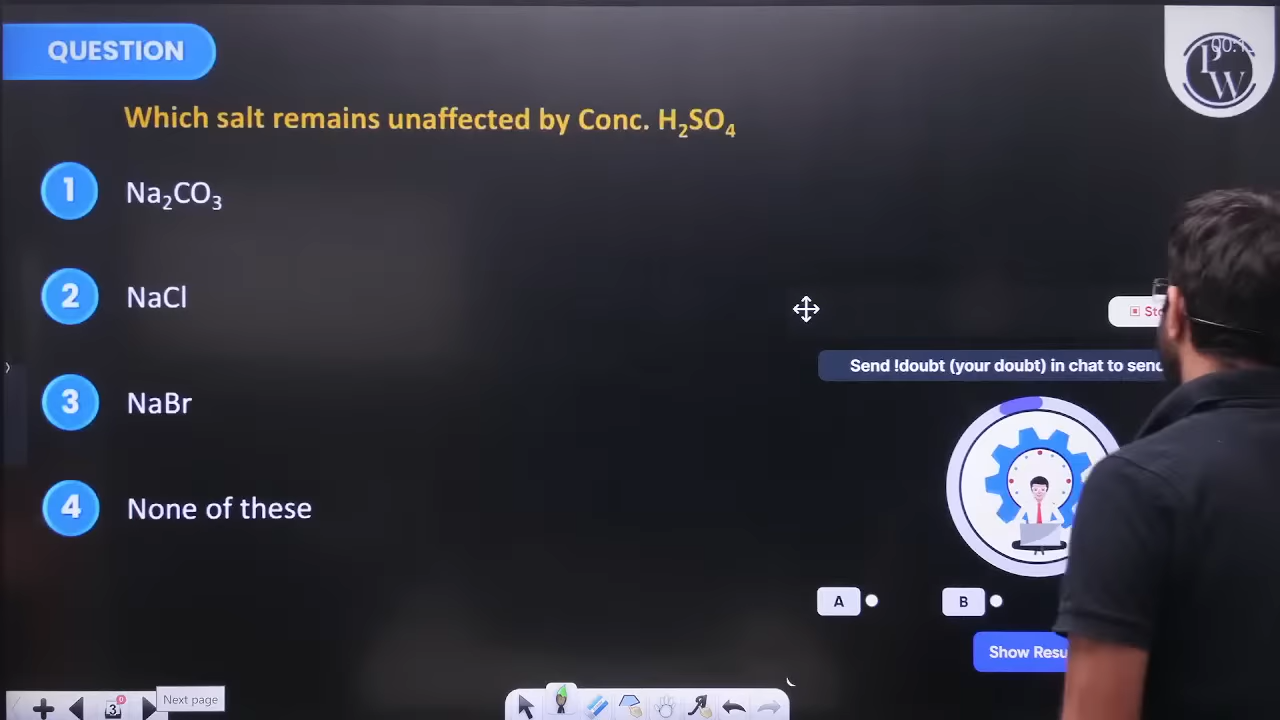 QUESTION
Which salt remains unaffected by Conc. H₂SO₄
1 Na₂CO₃
2 NaCl
3 NaBr
4 None of these
Send !doubt (your doubt) in chat to send
A B
Show Resu
Next page
3
PW